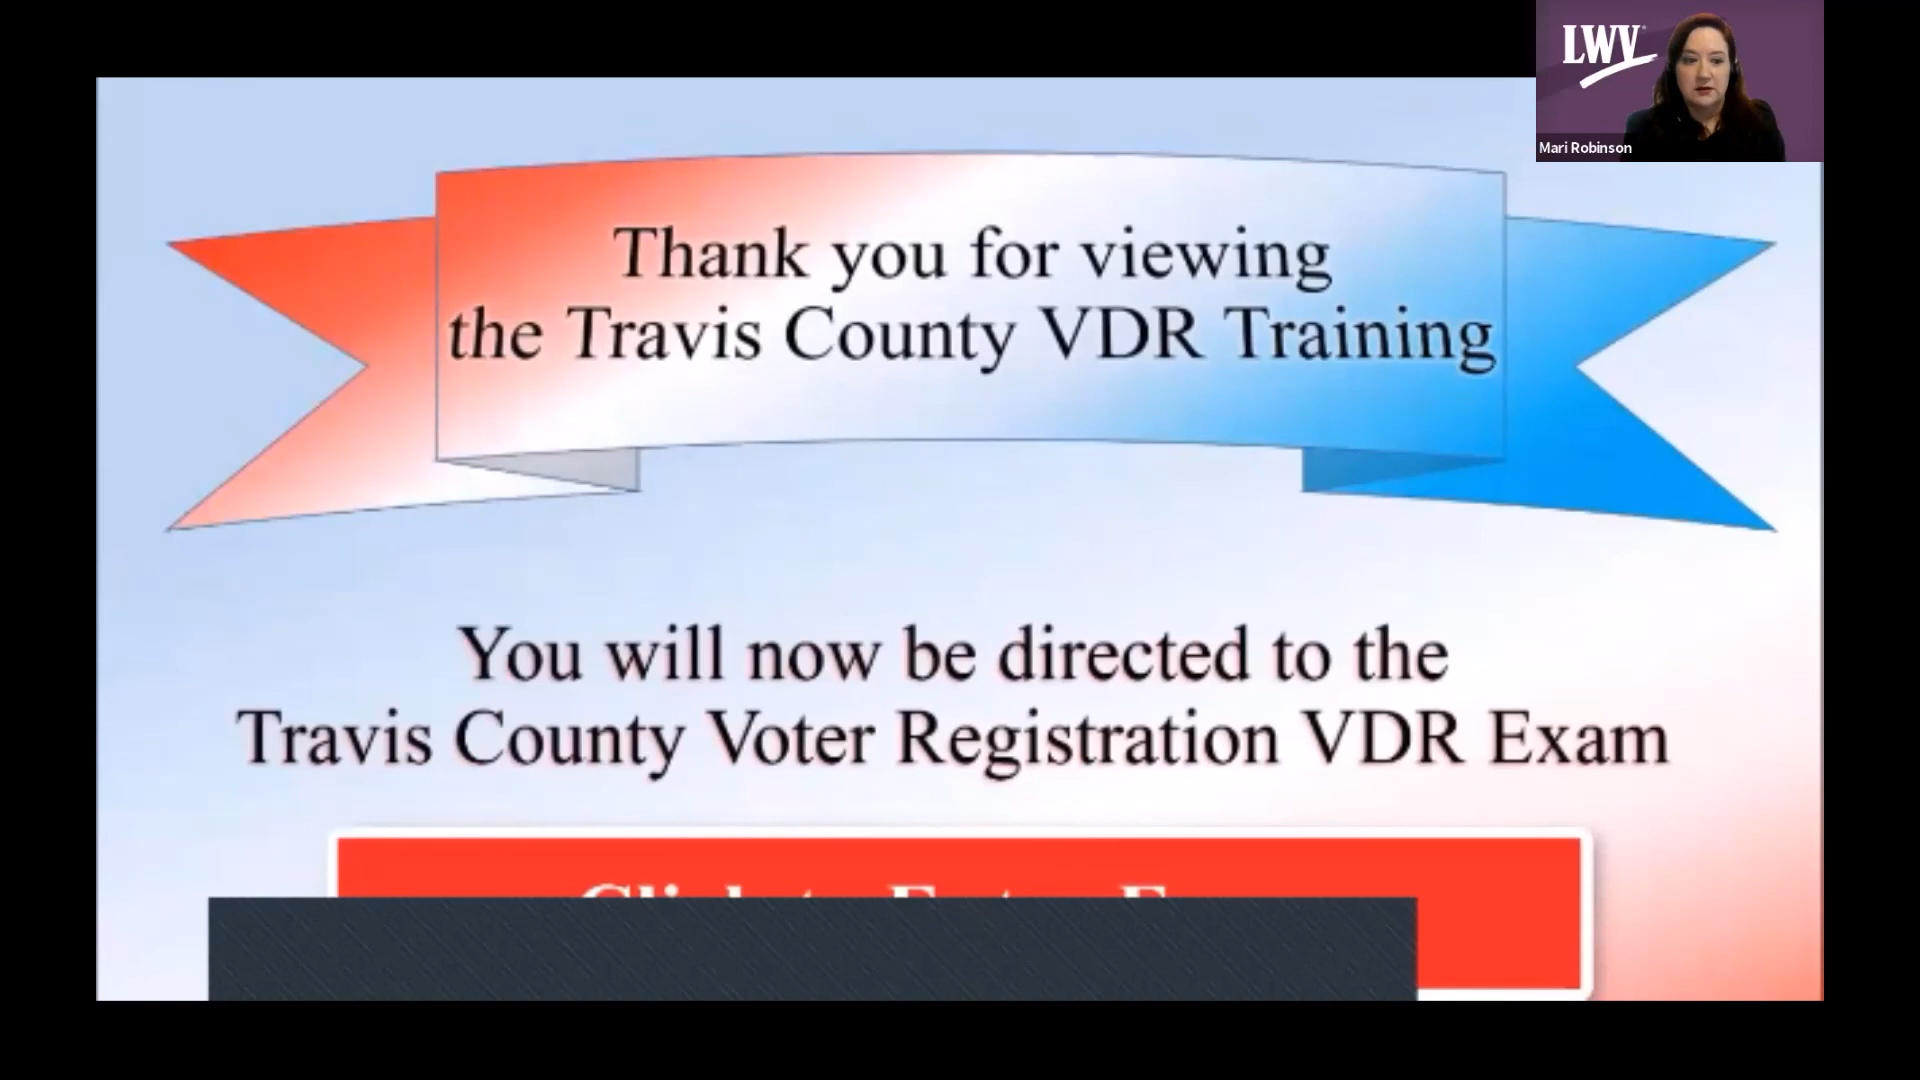 LWV
Mari Robinson
Thank you for viewing
the Travis County VDR Training
You will now be directed to the
Travis County Voter Registration VDR Exam